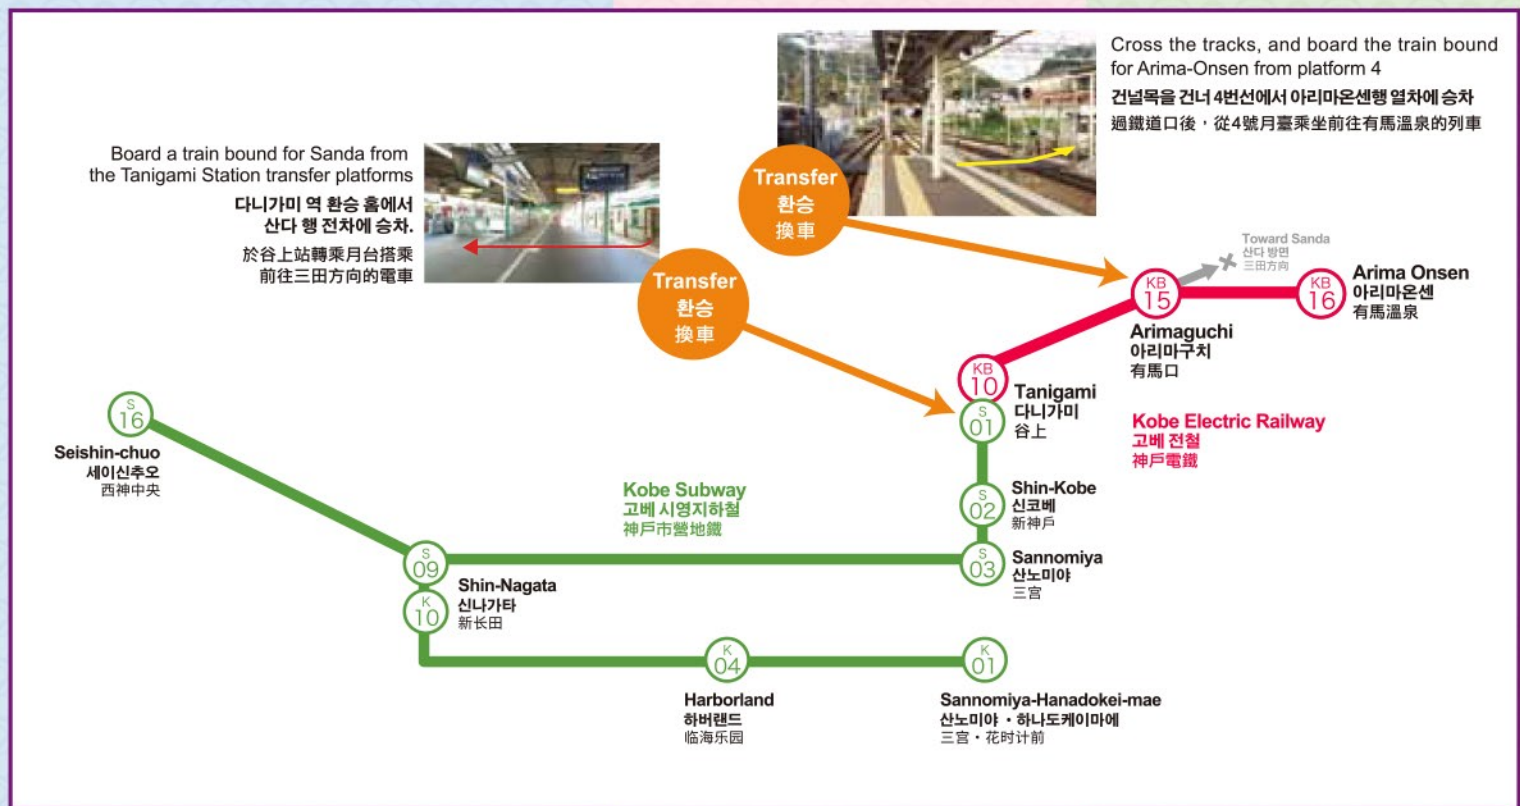 Cross the tracks, and board the train bound
for Arima-Onsen from platform 4
건널목을 건너 4번선에서 아리마온센행 열차에 승차
過鐵道口後，從4號月臺乘坐前往有馬溫泉的列車
Board a train bound for Sanda from
the Tanigami Station transfer platforms
다니가미 역 환승 홈에서
산다 행 전차에 승차.
於谷上站轉乘月台搭乘
前往三田方向的電車
Transfer
환승
換車
Transfer
환승
換車
Toward Sanda
산다 방면
三田方向
KB
15
Arimaguchi
아리마구치
有馬口
KB
16
Arima Onsen
아리마온센
有馬溫泉
KB
10
S
01
Tanigami
다니가미
谷上
Kobe Electric Railway
고베 전철
神戶電鐵
S
16
Seishin-chuo
세이신추오
西神中央
Kobe Subway
고베 시영지하철
神戶市營地鐵
S
02
Shin-Kobe
신코베
新神戶
S
03
Sannomiya
산노미야
三宮
S
09
K
10
Shin-Nagata
신나가타
新长田
K
04
Harborland
하버랜드
临海乐园
K
01
Sannomiya-Hanadokei-mae
산노미야 ・하나도케이마에
三宫・花时计前